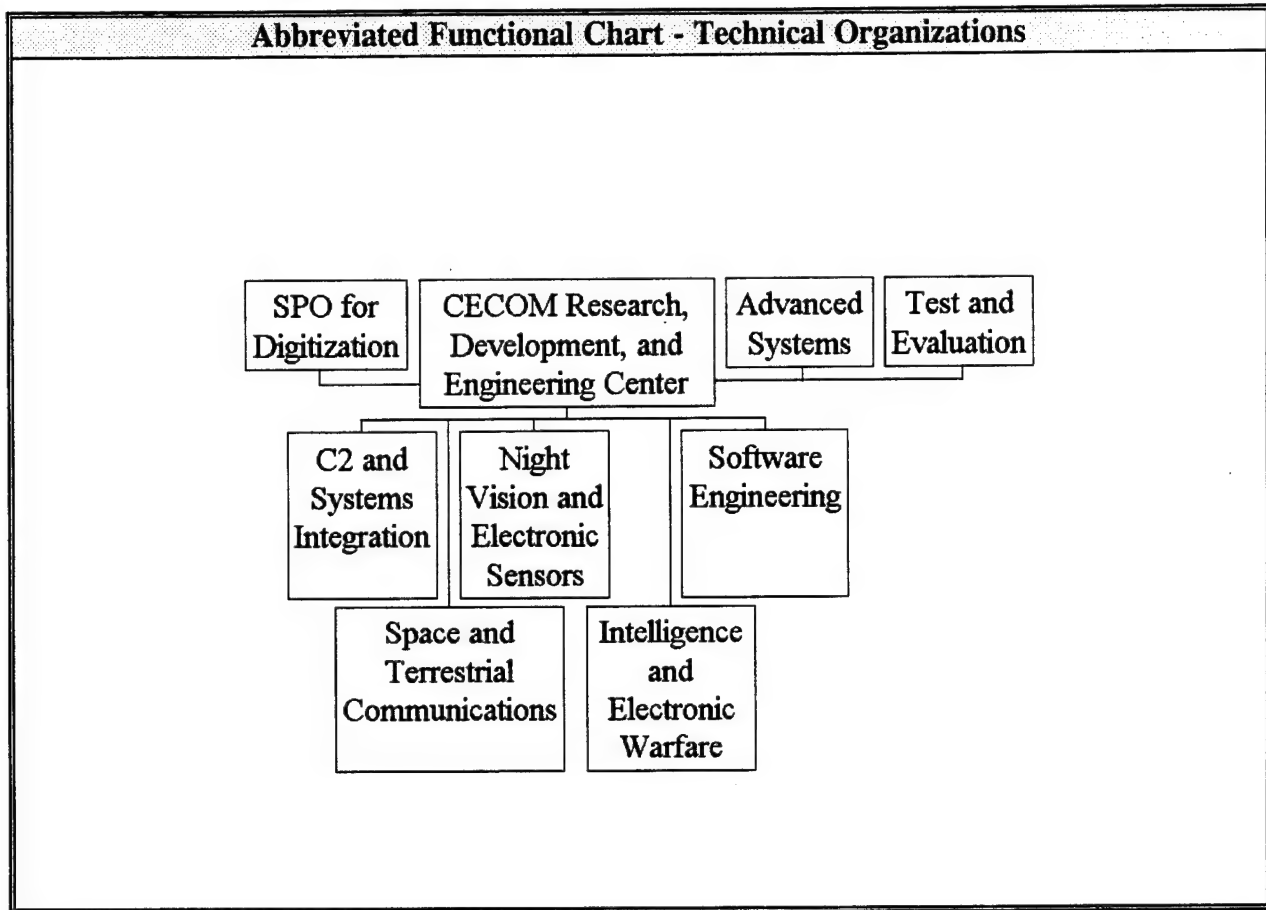 Abbreviated Functional Chart - Technical Organizations
SPO for
Digitization
CECOM Research,
Development, and
Engineering Center
Advanced
Systems
Test and
Evaluation
C2 and
Systems
Integration
Night
Vision and
Electronic
Sensors
Software
Engineering
Space and
Terrestrial
Communications
Intelligence
and
Electronic
Warfare